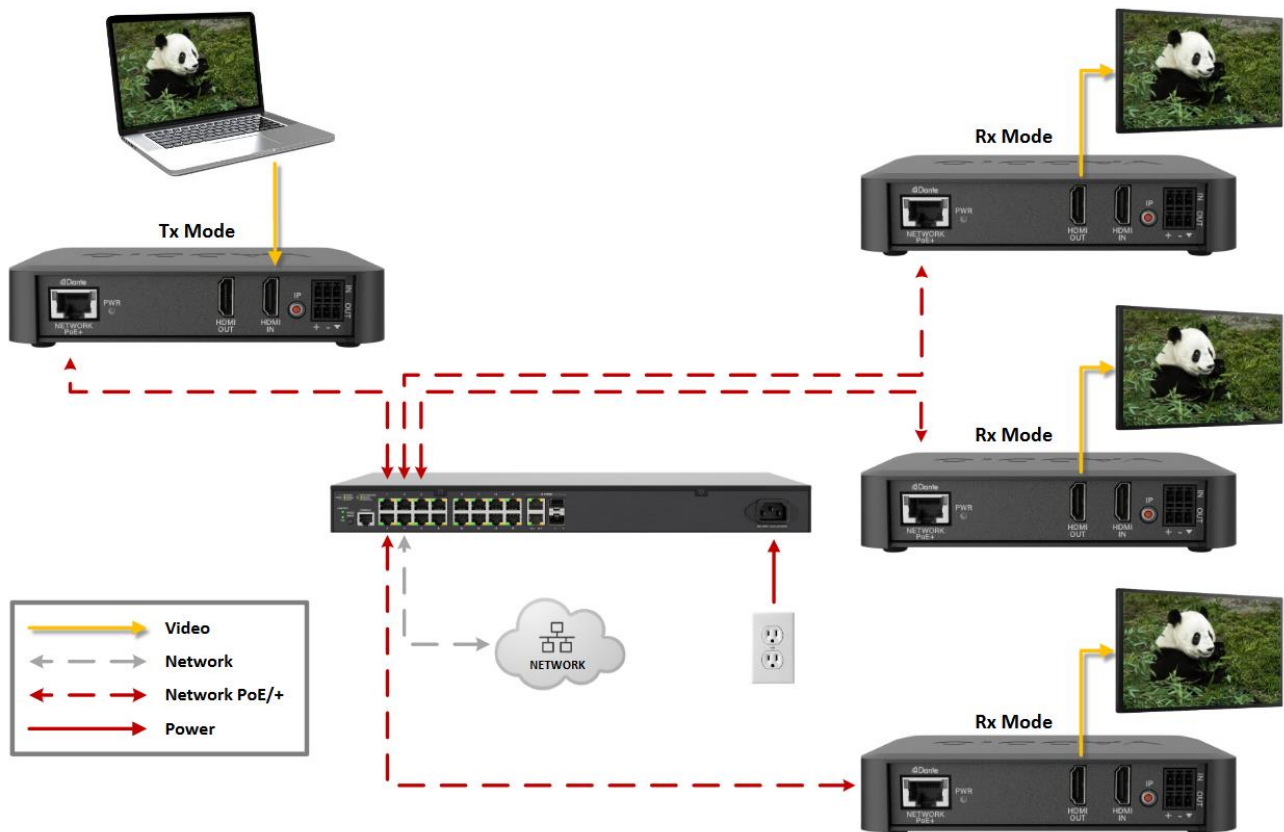 Tx Mode
Dante
PWR
NETWORK
PoE+
HDMI
OUT
HDMI
IN
IP
IN
OUT
+ -
Rx Mode
Dante
PWR
NETWORK
PoE+
HDMI
OUT
HDMI
IN
IP
IN
OUT
+ -
Rx Mode
Dante
PWR
NETWORK
PoE+
HDMI
OUT
HDMI
IN
IP
IN
OUT
+ -
NETWORK
Video
Network
Network PoE/+
Power
Rx Mode
Dante
PWR
NETWORK
PoE+
HDMI
OUT
HDMI
IN
IP
IN
OUT
+ -